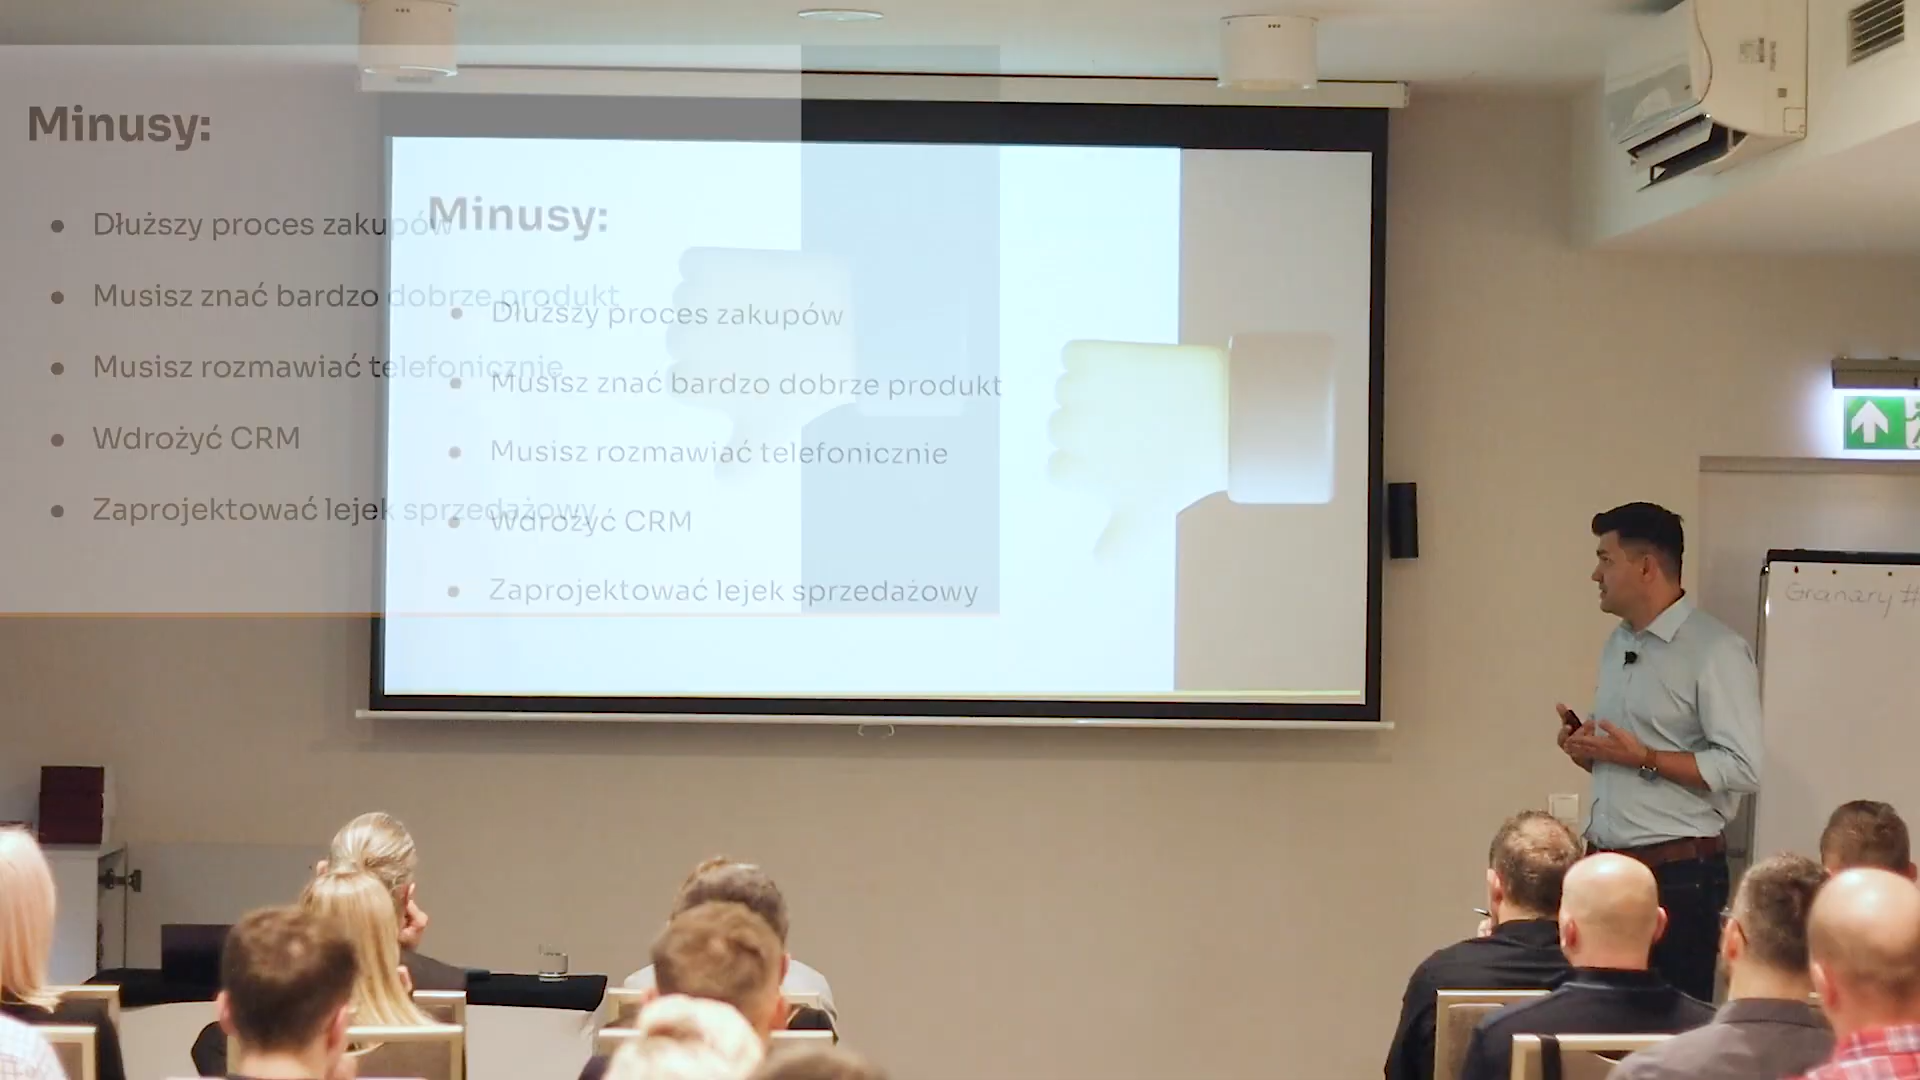 Minusy:
Dłuższy proces zakupów
Musisz znać bardzo dobrze produkt
Musisz rozmawiać telefonicznie
Wdrożyć CRM
Zaprojektować lejek sprzedażowy
Minusy:
Dłuższy proces zakupów
Musisz znać bardzo dobrze produkt
Musisz rozmawiać telefonicznie
Wdrożyć CRM
Zaprojektować lejek sprzedażowy
Granary #